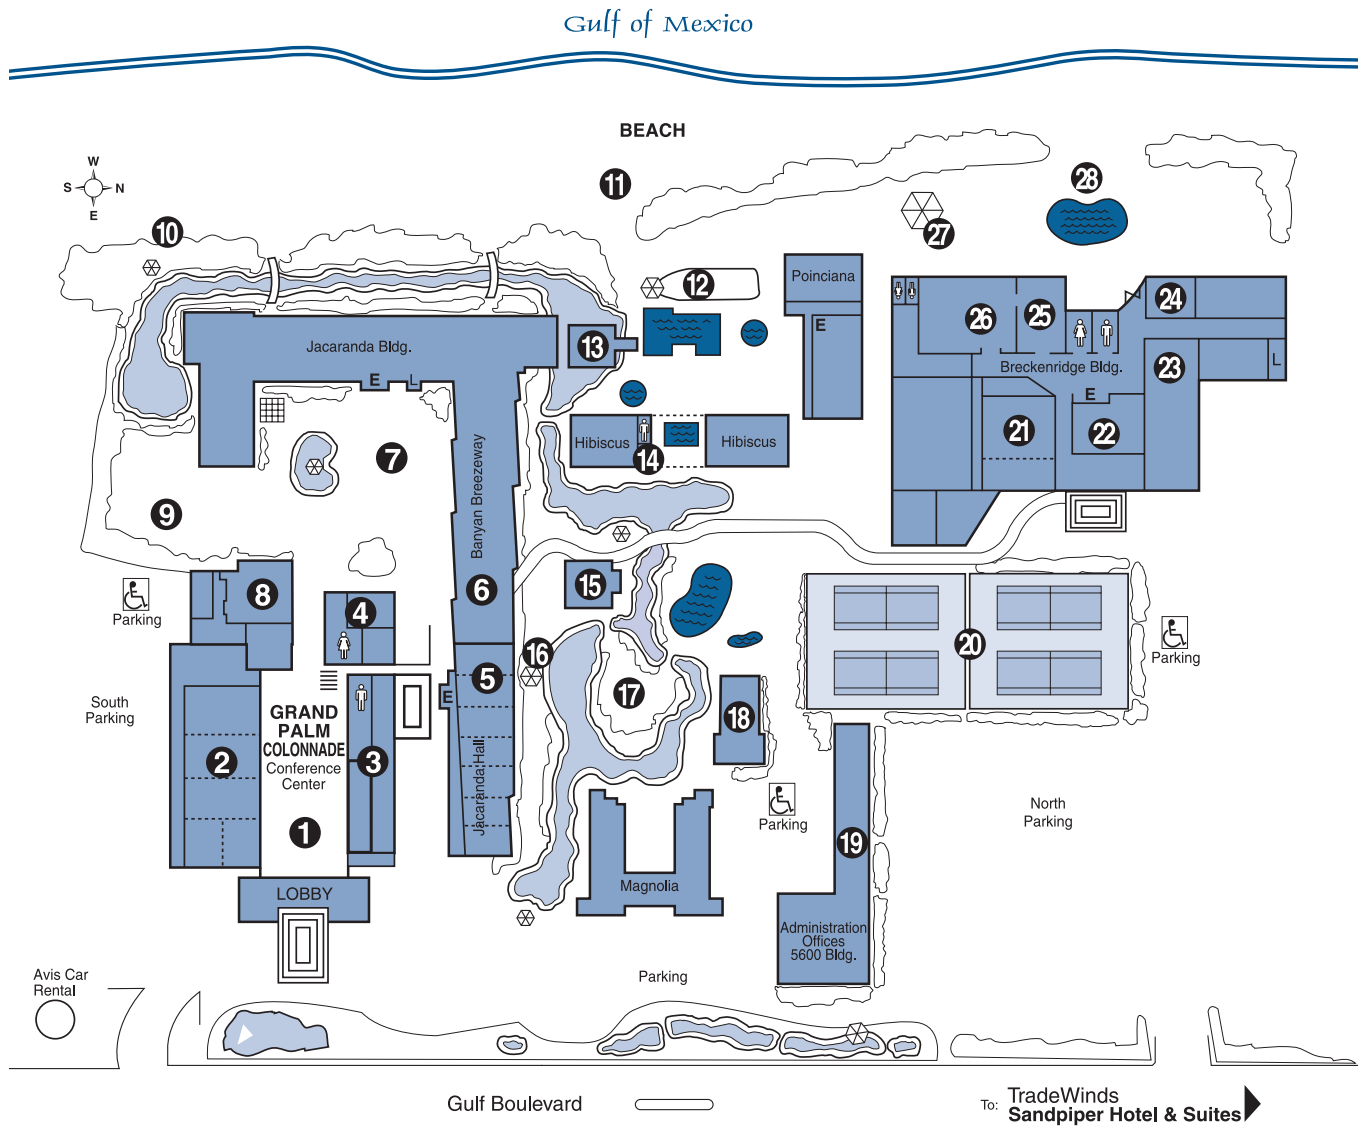 Gulf of Mexico
BEACH
W
S N
E
11
28
10
27
12
Poinciana
E
24
26
25
13
Jacaranda Bldg.
E
L
Breckenridge Bldg.
23
L
E
Hibiscus
Hibiscus
14
21
22
7
Banyan Breezeway
9
6
15
8
4
Parking
20
Parking
16
5
E
17
18
South
Parking
GRAND
PALM
COLONNADE
Conference
Center
2
3
Jacaranda Hall
1
Parking
19
North
Parking
LOBBY
Magnolia
Administration
Offices
5600 Bldg.
Avis Car
Rental
Parking
Gulf Boulevard
To: TradeWinds
Sandpiper Hotel & Suites